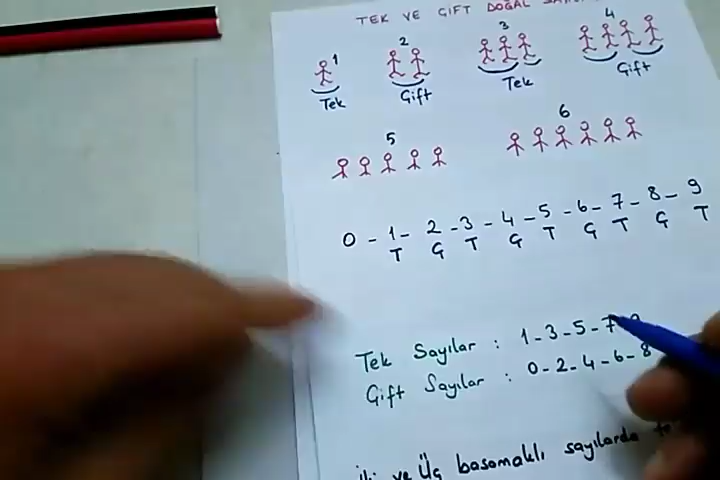 TEK VE ÇİFT DOĞAL
1 2 3 4
Tek Çift Tek Çift
5 6
0 - 1 - 2 - 3 - 4 - 5 - 6 - 7 - 8 - 9
T Ç T Ç T Ç T Ç T
Tek Sayılar : 1 - 3 - 5 - 7 - 9
Çift Sayılar : 0 - 2 - 4 - 6 - 8
İki ve Üç basamaklı sayılarda